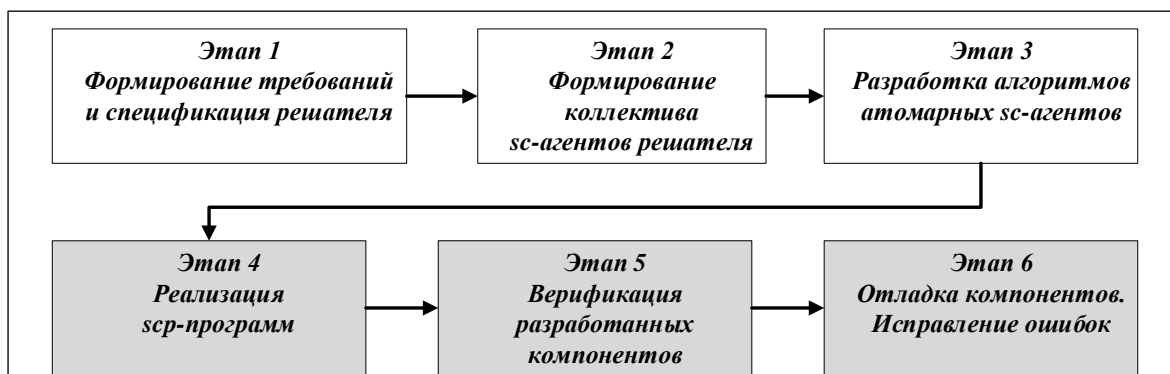 Этап 1
Формирование требований
и спецификация решателя
Этап 2
Формирование
коллектива
sc-агентов решателя
Этап 3
Разработка алгоритмов
атомарных sc-агентов
Этап 4
Реализация
scp-программ
Этап 5
Верификация
разработанных
компонентов
Этап 6
Отладка компонентов.
Исправление ошибок